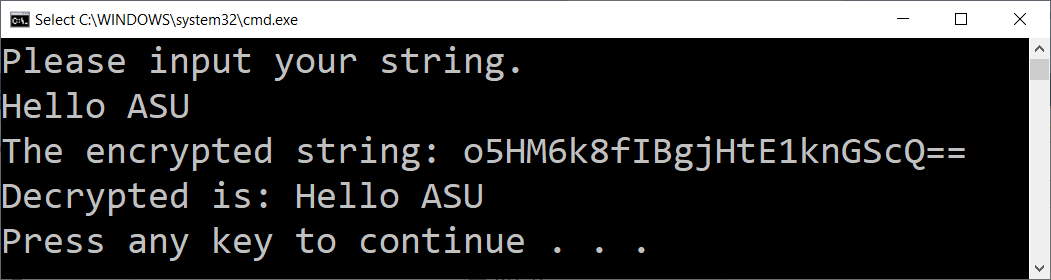 Select C:\WINDOWS\system32\cmd.exe
Please input your string.
Hello ASU
The encrypted string: o5HM6k8fIBgjHtE1knGScQ==
Decrypted is: Hello ASU
Press any key to continue . . .